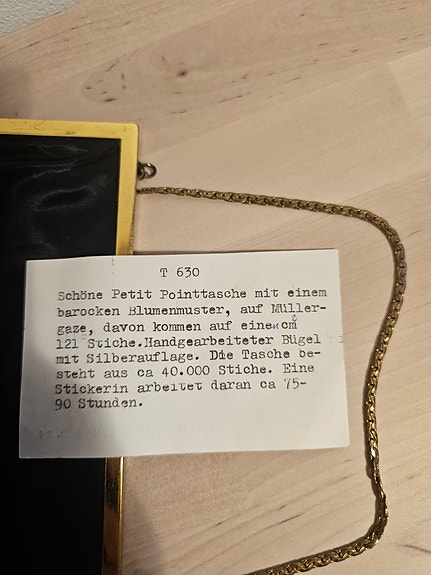 T 630
Schöne Petit Pointtasche mit einem
barocken Blumenmuster, auf Müller-
gaze, davon kommen auf einen cm²
121 Stiche.Handgearbeiteter Bügel
mit Silberauflage. Die Tasche be-
steht aus ca 40.000 Stiche. Eine
Stickerin arbeitet daran ca 75-
90 Stunden.